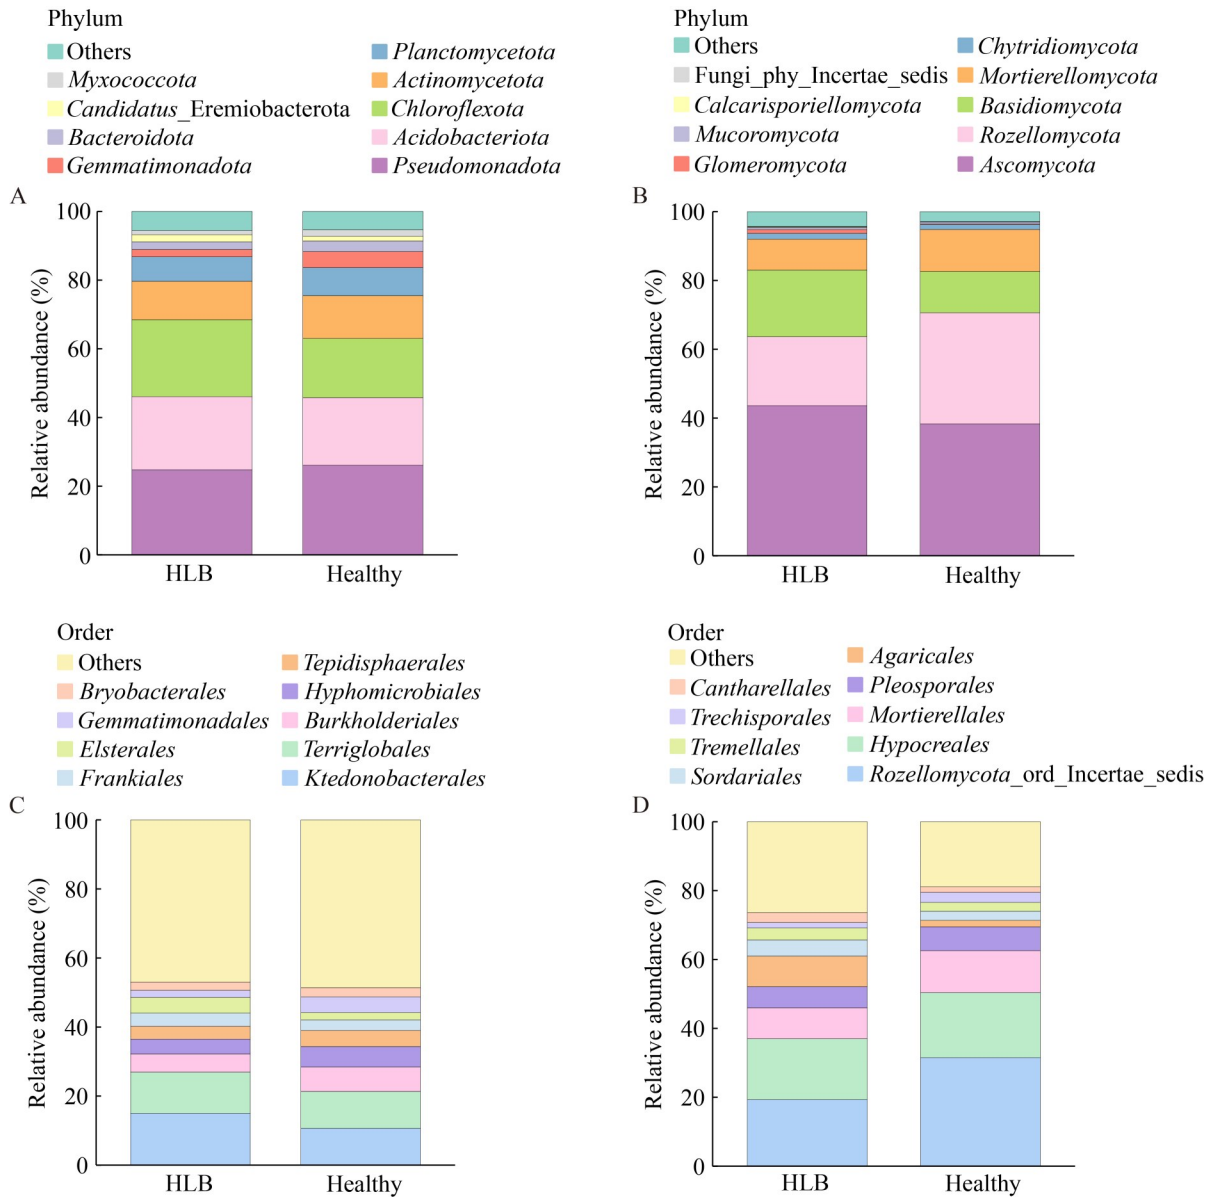 Phylum
Others
Myxococcota
Candidatus_Eremiobacterota
Bacteroidota
Gemmatimonadota
Planctomycetota
Actinomycetota
Chloroflexota
Acidobacteriota
Pseudomonadota
A
Relative abundance (%)
100
80
60
40
20
0
HLB
Healthy
Phylum
Others
Fungi_phy_Incertae_sedis
Calcarisporiellomycota
Mucoromycota
Glomeromycota
Chytridiomycota
Mortierellomycota
Basidiomycota
Rozellomycota
Ascomycota
B
Relative abundance (%)
100
80
60
40
20
0
HLB
Healthy
Order
Others
Bryobacterales
Gemmatimonadales
Elsterales
Frankiales
Tepidisphaerales
Hyphomicrobiales
Burkholderiales
Terriglobales
Ktedonobacterales
C
Relative abundance (%)
100
80
60
40
20
0
HLB
Healthy
Order
Others
Cantharellales
Trechisporales
Tremellales
Sordariales
Agaricales
Pleosporales
Mortierellales
Hypocreales
Rozellomycota_ord_Incertae_sedis
D
Relative abundance (%)
100
80
60
40
20
0
HLB
Healthy